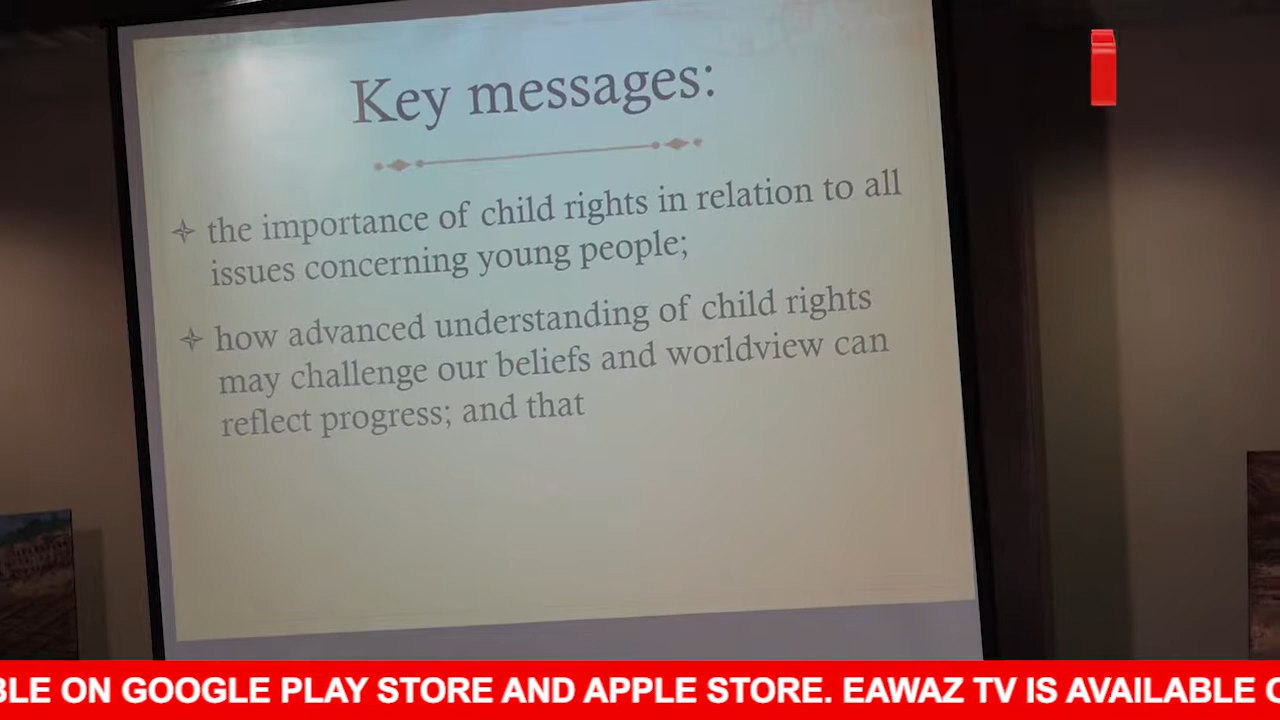 Key messages:
the importance of child rights in relation to all
issues concerning young people;
how advanced understanding of child rights
may challenge our beliefs and worldview can
reflect progress; and that
ON GOOGLE PLAY STORE AND APPLE STORE. EAWAZ TV IS AVAILABLE